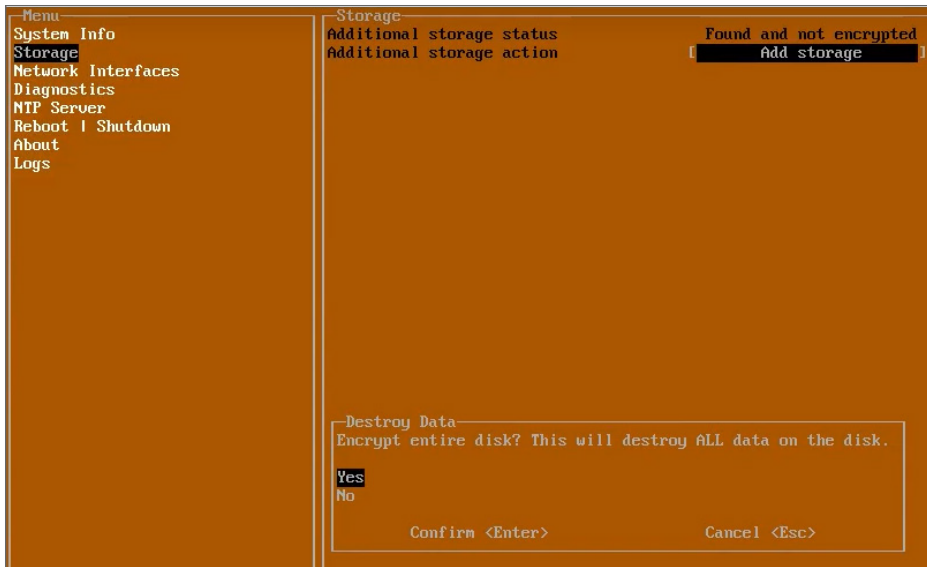 Menu
System Info
Storage
Network Interfaces
Diagnostics
NTP Server
Reboot | Shutdown
About
Logs
Storage
Additional storage status Found and not encrypted
Additional storage action [ Add storage ]
Destroy Data
Encrypt entire disk? This will destroy ALL data on the disk.
Yes
No
Confirm <Enter> Cancel <Esc>